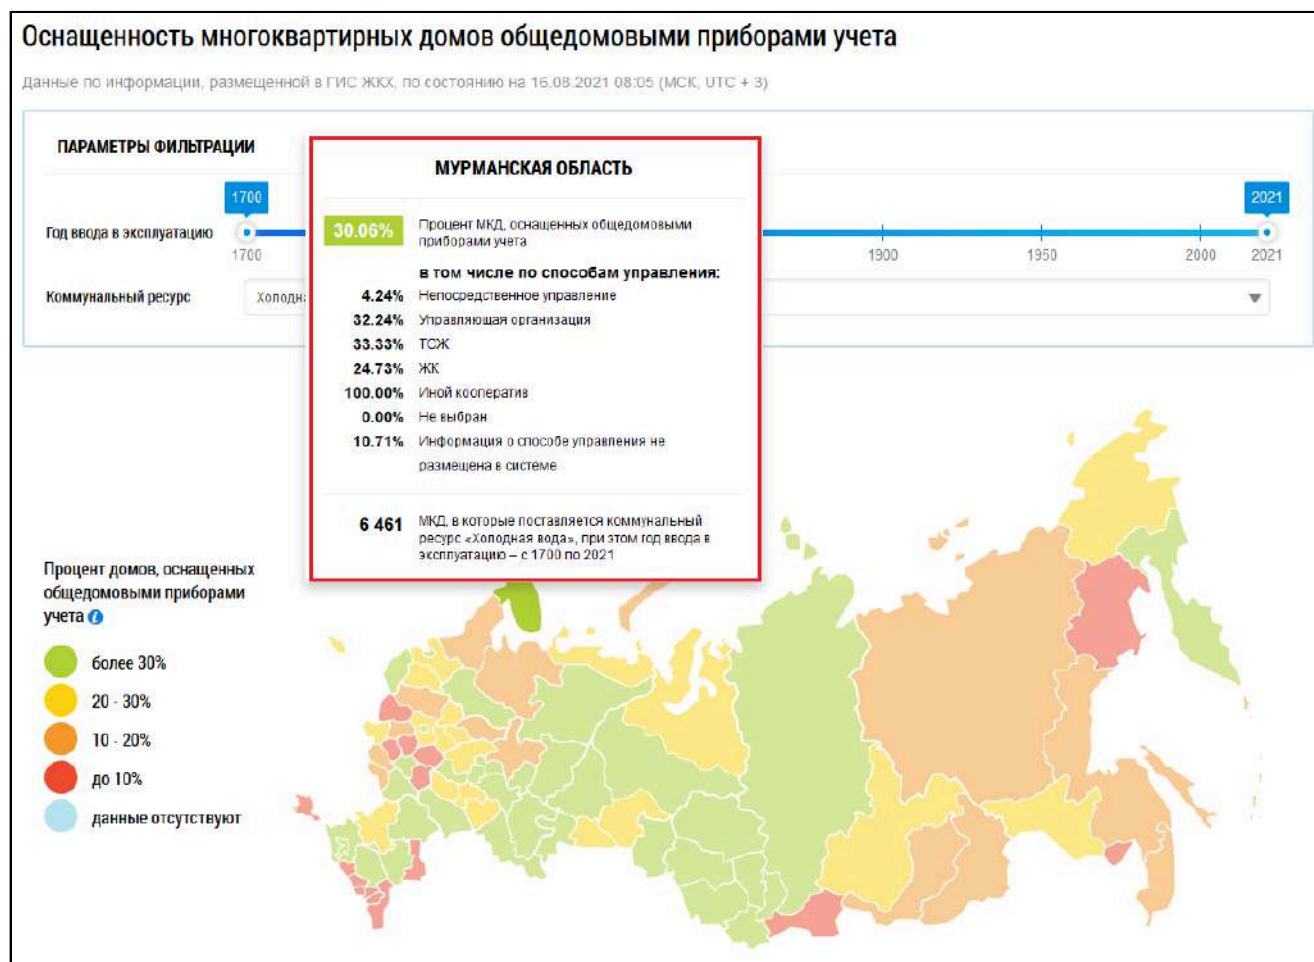 Оснащенность многоквартирных домов общедомовыми приборами учета
Данные по информации, размещенной в ГИС ЖКХ, по состоянию на 16.08.2021 08:05 (МСК, UTC + 3)
ПАРАМЕТРЫ ФИЛЬТРАЦИИ
1700
2021
Год ввода в эксплуатацию
1700
1900
1950
2000
2021
Коммунальный ресурс
Холодна
МУРМАНСКАЯ ОБЛАСТЬ
30.06% Процент МКД, оснащенных общедомовыми
приборами учета
в том числе по способам управления:
4.24% Непосредственное управление
32.24% Управляющая организация
33.33% ТСЖ
24.73% ЖК
100.00% Иной кооператив
0.00% Не выбран
10.71% Информация о способе управления не
размещена в системе
6 461 МКД, в которые поставляется коммунальный
ресурс «Холодная вода», при этом год ввода в
эксплуатацию – с 1700 по 2021
Процент домов, оснащенных
общедомовыми приборами
учета i
более 30%
20 - 30%
10 - 20%
до 10%
данные отсутствуют